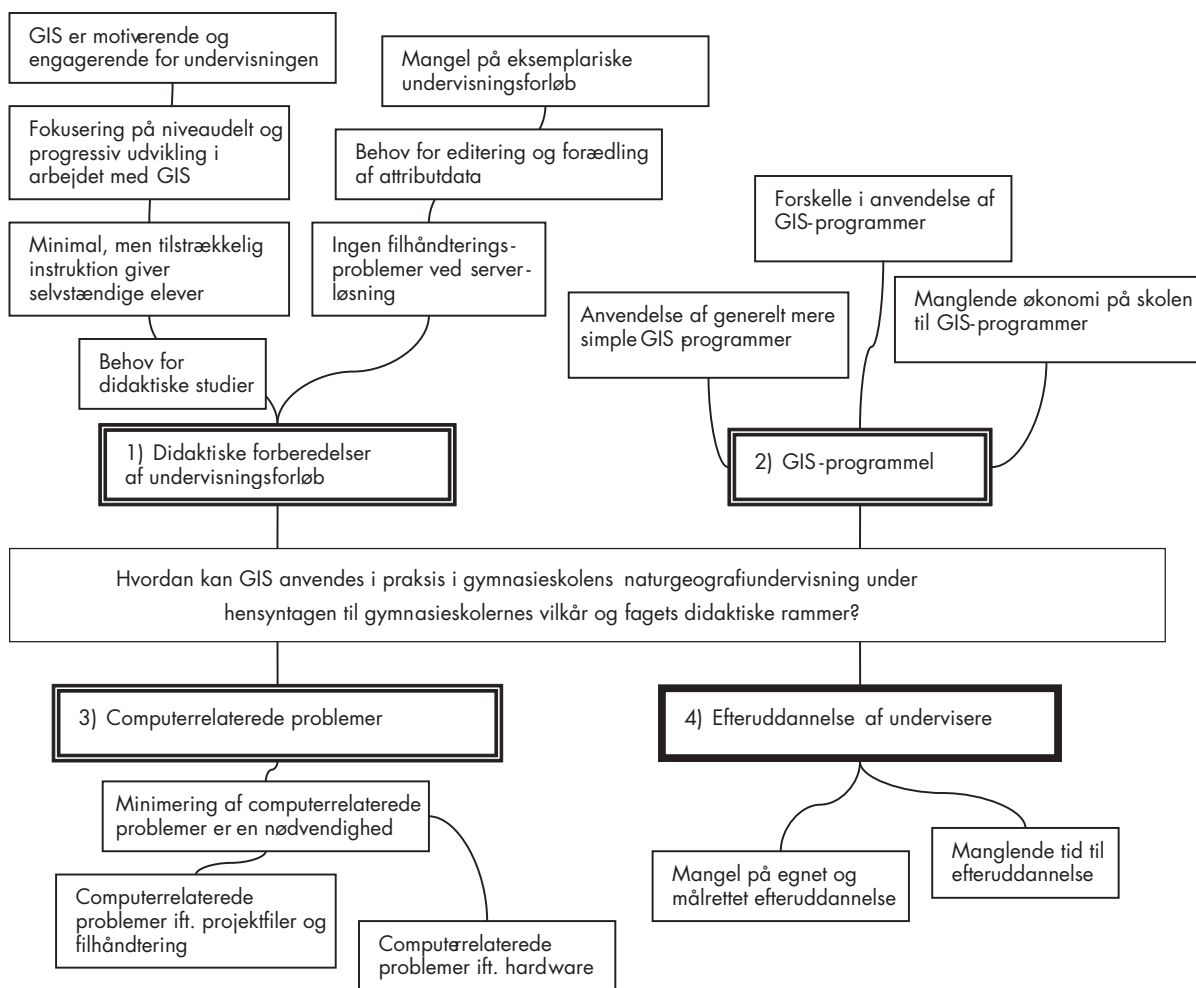 GIS er motiverende og
engagerende for undervisningen
Fokusering på niveaudelt og
progressiv udvikling i
arbejdet med GIS
Minimal, men tilstrækkelig
instruktion giver
selvstændige elever
Behov for
didaktiske studier
Mangel på eksemplariske
undervisningsforløb
Behov for editering og forædling
af attributdata
Ingen filhåndterings-
problemer ved server-
løsning
1) Didaktiske forberedelser
af undervisningsforløb
Forskelle i anvendelse af
GIS-programmer
Anvendelse af generelt mere
simple GIS programmer
Manglende økonomi på skolen
til GIS-programmer
2) GIS-programmel
Hvordan kan GIS anvendes i praksis i gymnasieskolens naturgeografiundervisning under
hensyntagen til gymnasieskolernes vilkår og fagets didaktiske rammer?
3) Computerrelaterede problemer
Minimering af computerrelaterede
problemer er en nødvendighed
Computerrelaterede
problemer ift. projektfiler og
filhåndtering
Computerrelaterede
problemer ift. hardware
4) Efteruddannelse af undervisere
Mangel på egnet og
målrettet efteruddannelse
Manglende tid til
efteruddannelse